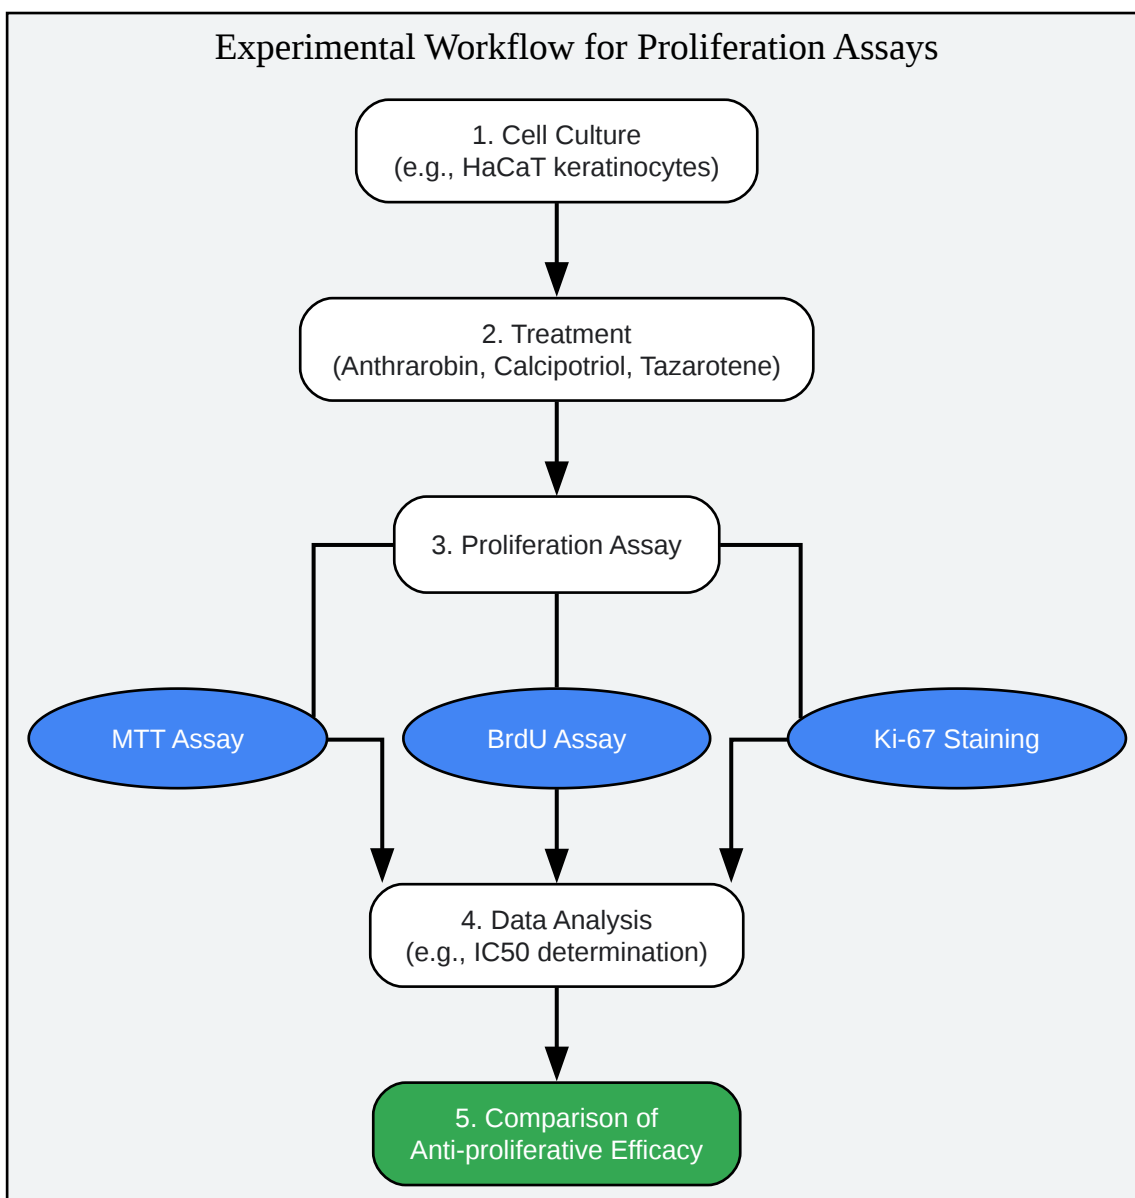 Experimental Workflow for Proliferation Assays
1. Cell Culture
(e.g., HaCaT keratinocytes)
2. Treatment
(Anthrarobin, Calcipotriol, Tazarotene)
3. Proliferation Assay
MTT Assay
BrdU Assay
Ki-67 Staining
4. Data Analysis
(e.g., IC50 determination)
5. Comparison of
Anti-proliferative Efficacy